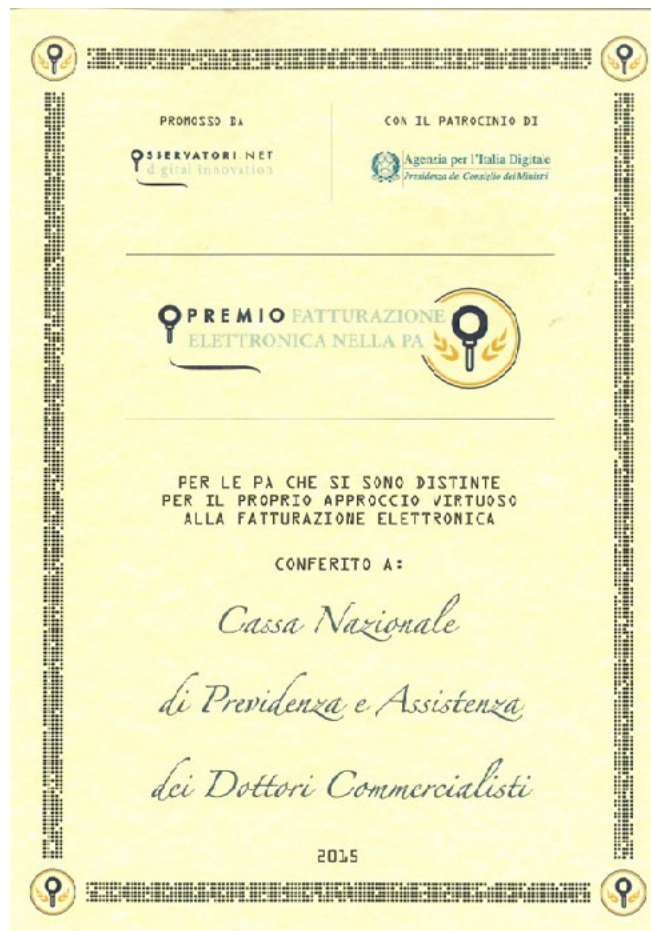 PROMOSSO DA
OSSERVATORI.NET
digital innovation
CON IL PATROCINIO DI
Agenzia per l'Italia Digitale
Presidenza del Consiglio dei Ministri
PREMIO FATTURAZIONE
ELETTRONICA NELLA PA
PER LE PA CHE SI SONO DISTINTE
PER IL PROPRIO APPROCCIO VIRTUOSO
ALLA FATTURAZIONE ELETTRONICA
CONFERITO A:
Cassa Nazionale
di Previdenza e Assistenza
dei Dottori Commercialisti
2015